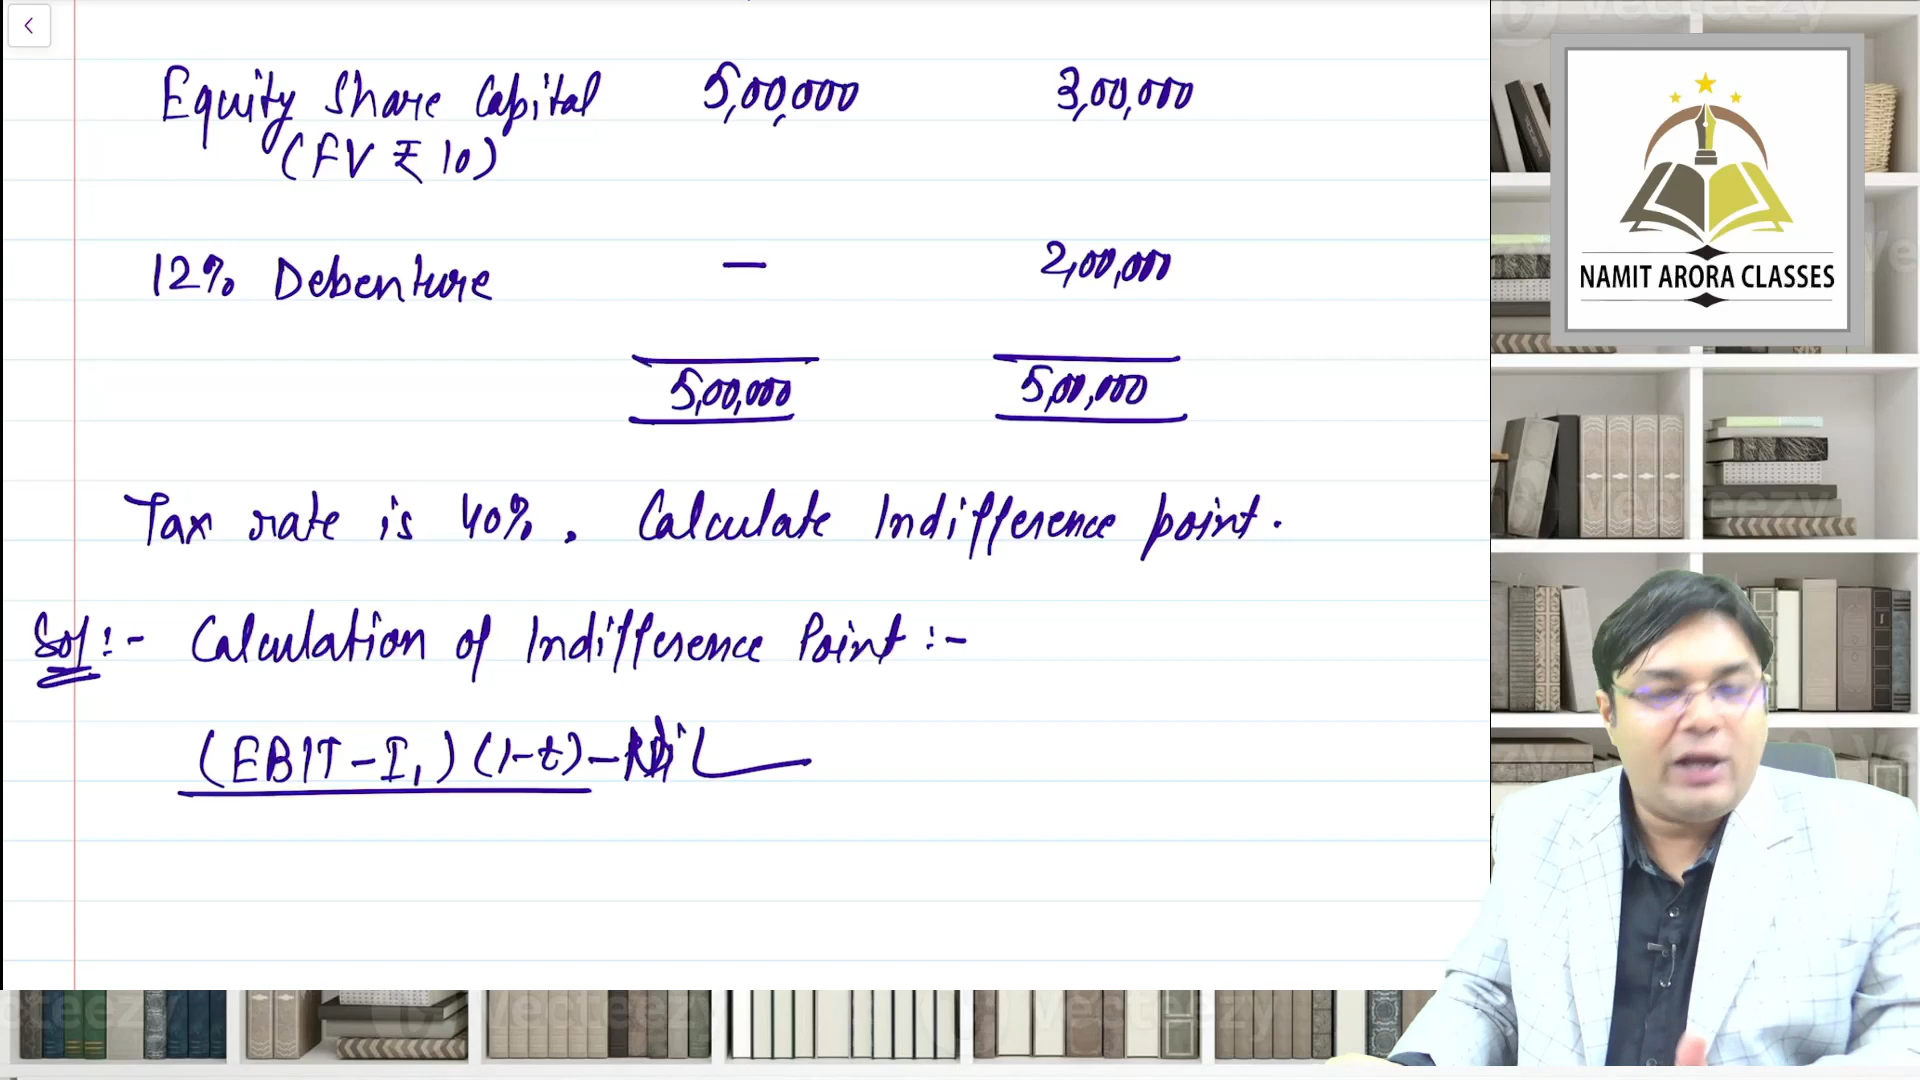 Equity Share Capital 5,00,000 3,00,000
(FV ₹ 10)
12% Debenture — 2,00,000
5,00,000 5,00,000
Tax rate is 40%. Calculate Indifference point.
Sol:- Calculation of Indifference Point:-
(EBIT-I₁)(1-t)-
NAMIT ARORA CLASSES
vecteezy